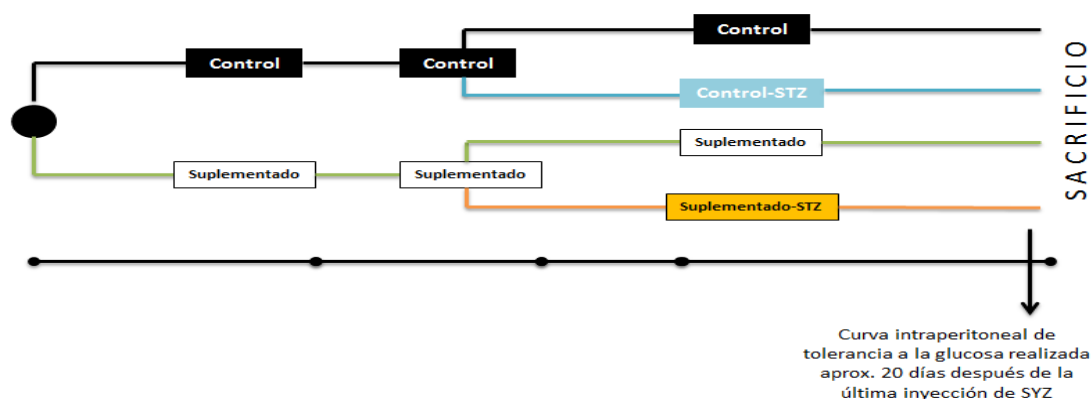 Control
Control
Control
Control-STZ
Suplementado
Suplementado
Suplementado
Suplementado-STZ
SACRIFICIO
Curva intraperitoneal de
tolerancia a la glucosa realizada
aprox. 20 días después de la
última inyección de SYZ